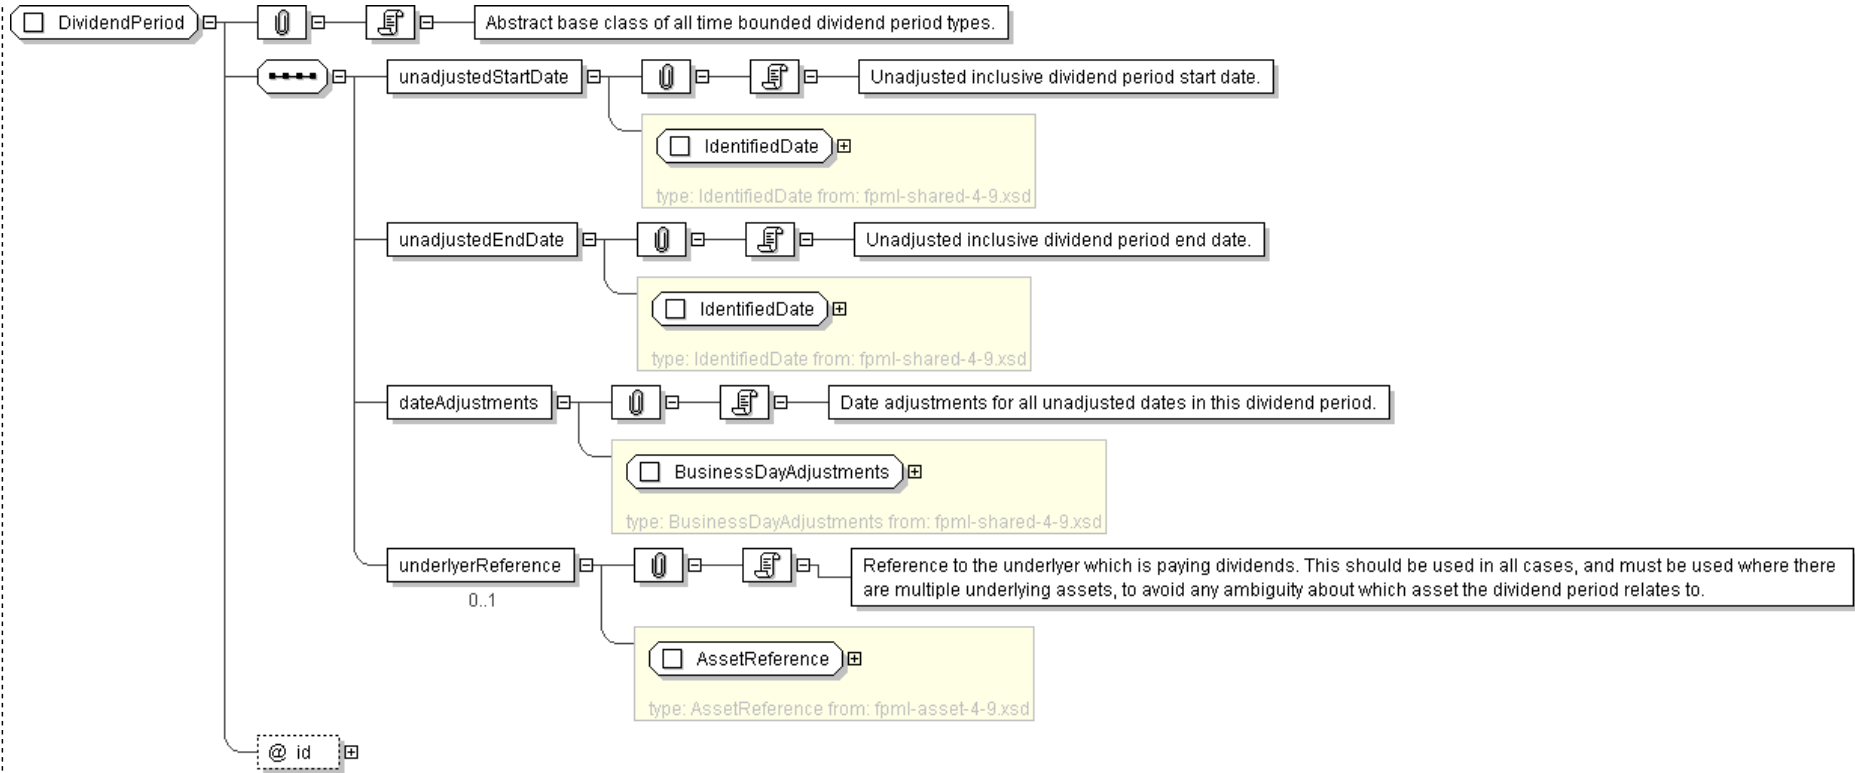 DividendPeriod
Abstract base class of all time bounded dividend period types.
unadjustedStartDate
Unadjusted inclusive dividend period start date.
IdentifiedDate
type: IdentifiedDate from: fpml-shared-4-9.xsd
unadjustedEndDate
Unadjusted inclusive dividend period end date.
IdentifiedDate
type: IdentifiedDate from: fpml-shared-4-9.xsd
dateAdjustments
Date adjustments for all unadjusted dates in this dividend period.
BusinessDayAdjustments
type: BusinessDayAdjustments from: fpml-shared-4-9.xsd
underlyerReference
0..1
Reference to the underlyer which is paying dividends. This should be used in all cases, and must be used where there
are multiple underlying assets, to avoid any ambiguity about which asset the dividend period relates to.
AssetReference
type: AssetReference from: fpml-asset-4-9.xsd
@ id